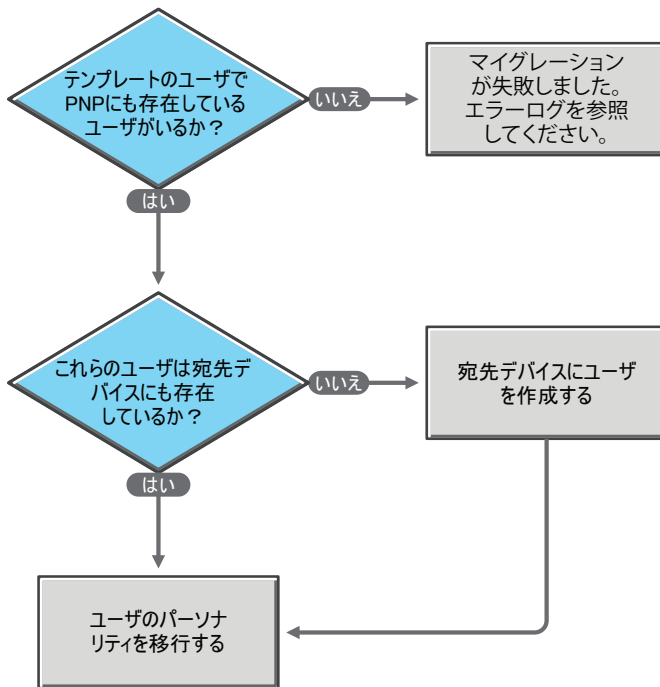 テンプレートのユーザで
PNPにも存在している
ユーザがいるか？
いいえ
マイグレーション
が失敗しました。
エラーログを参照
してください。
はい
これらのユーザは宛先デ
バイスにも存在
しているか？
いいえ
宛先デバイスにユーザ
を作成する
はい
ユーザのパーソナ
リティを移行する